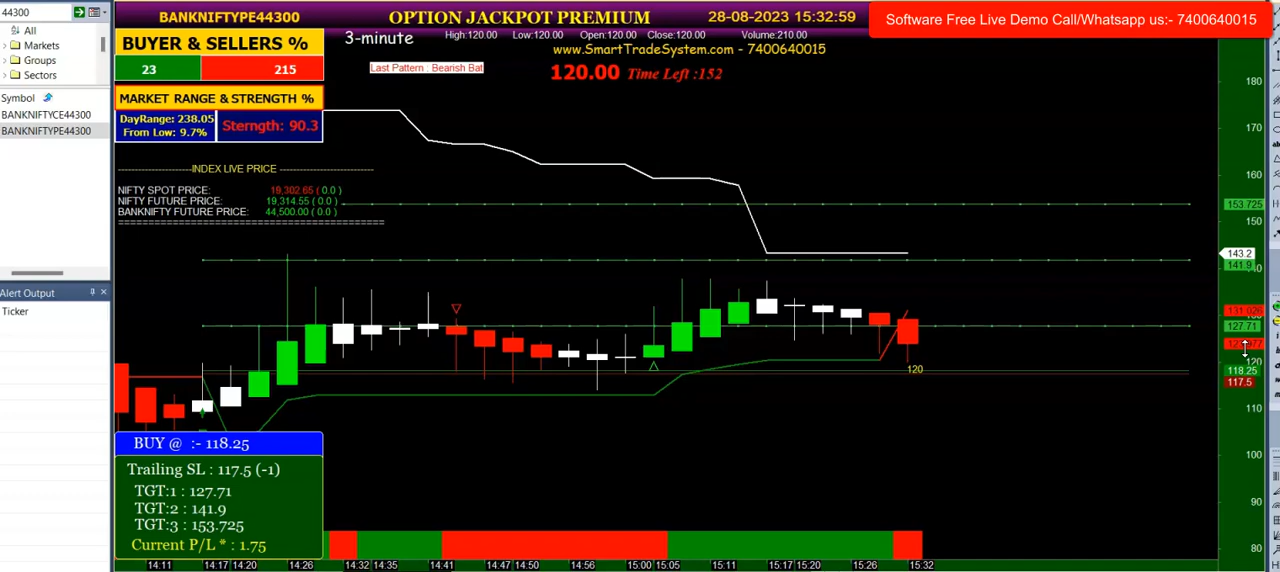 44300
BANKNIFTYPE44300
OPTION JACKPOT PREMIUM
28-08-2023 15:32:59
Software Free Live Demo Call/Whatsapp us:- 7400640015
All
Markets
Groups
Sectors
BUYER & SELLERS %
3-minute
High:120.00 Low:120.00 Open:120.00 Close:120.00 Volume:210.00
www.SmartTradeSystem.com - 7400640015
23
215
Last Pattern : Bearish Bat
120.00 Time Left :152
Symbol
BANKNIFTYCE44300
BANKNIFTYPE44300
MARKET RANGE & STRENGTH %
DayRange: 238.05
From Low: 9.7%
Sterngth: 90.3
INDEX LIVE PRICE
NIFTY SPOT PRICE: 19,302.65 ( 0.0 )
NIFTY FUTURE PRICE: 19,314.55 ( 0.0 )
BANKNIFTY FUTURE PRICE: 44,500.00 ( 0.0 )
180
170
160
153.725
150
143.2
141.9
127.71
120
118.25
117.5
110
100
90
80
120
Alert Output
Ticker
BUY @ :- 118.25
Trailing SL : 117.5 (-1)
TGT:1 : 127.71
TGT:2 : 141.9
TGT:3 : 153.725
Current P/L * : 1.75
14:11 14:17 14:20 14:26 14:32 14:35 14:41 14:47 14:50 14:56 15:00 15:05 15:11 15:17 15:20 15:26 15:32